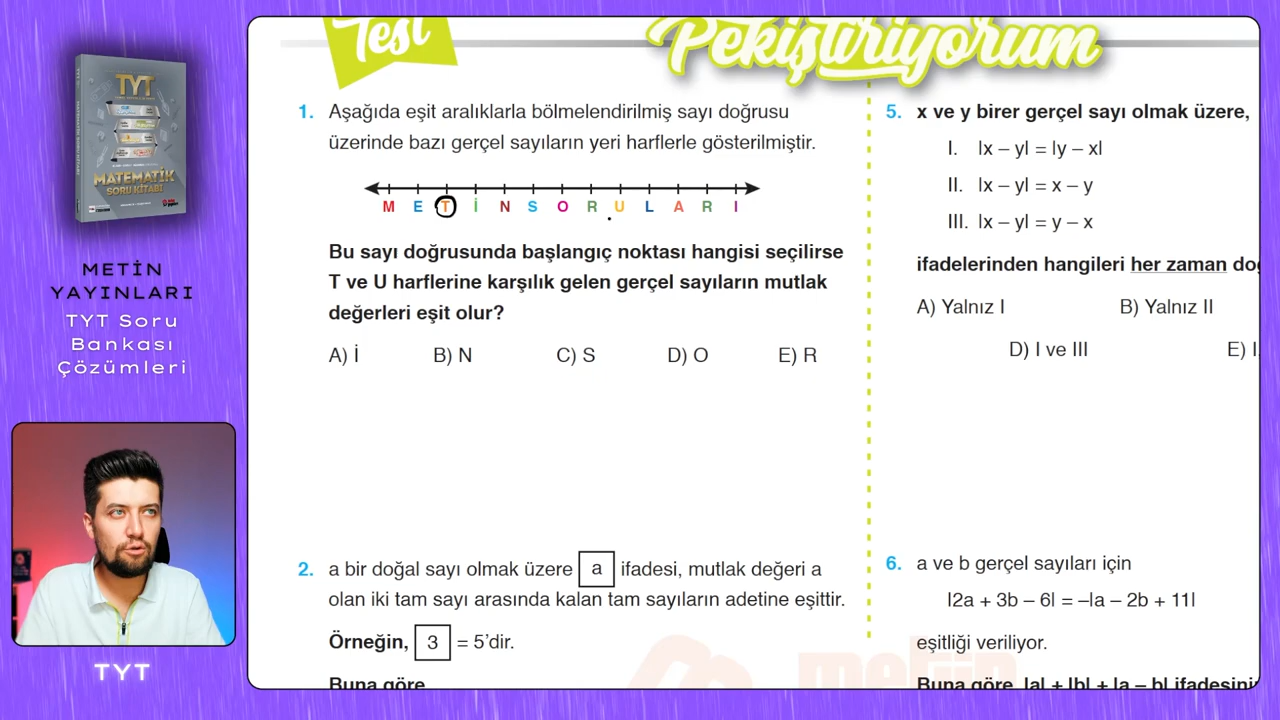 TYT
MATEMATİK
SORU KİTABI
METİN
YAYINLARI
TYT Soru
Bankası
Çözümleri
TYT
Test
Pekiştiriyorum
1. Aşağıda eşit aralıklarla bölmelendirilmiş sayı doğrusu
üzerinde bazı gerçel sayıların yeri harflerle gösterilmiştir.
M E T İ N S O R U L A R I
Bu sayı doğrusunda başlangıç noktası hangisi seçilirse
T ve U harflerine karşılık gelen gerçel sayıların mutlak
değerleri eşit olur?
A) İ B) N C) S D) O E) R
2. a bir doğal sayı olmak üzere a ifadesi, mutlak değeri a
olan iki tam sayı arasında kalan tam sayıların adetine eşittir.
Örneğin, 3 = 5’dir.
Buna göre,
5. x ve y birer gerçel sayı olmak üzere,
I. |x – y| = |y – x|
II. |x – y| = x – y
III. |x – y| = y – x
ifadelerinden hangileri her zaman
A) Yalnız I B) Yalnız II
D) I ve III E) I
6. a ve b gerçel sayıları için
|2a + 3b – 6| = –|a – 2b + 11|
eşitliği veriliyor.
Buna göre, |a| + |b| + |a – b|
metin